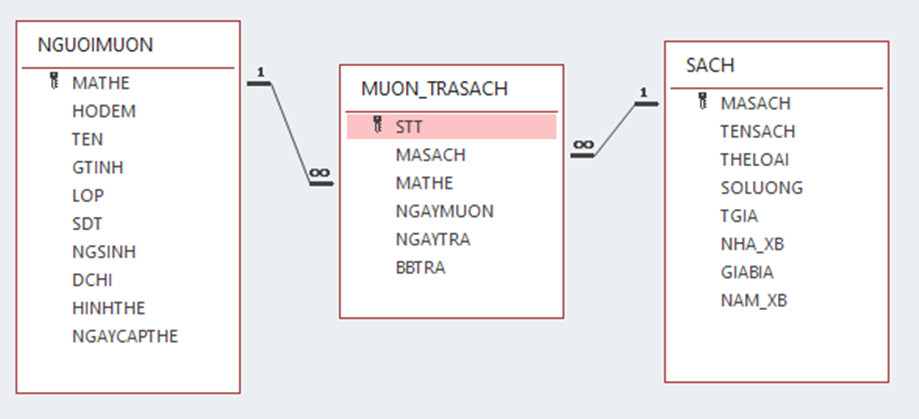 NGUOIMUON
MATHE
HODEM
TEN
GTINH
LOP
SDT
NGSINH
DCHI
HINHTHE
NGAYCAPTHE
1
∞
MUON_TRASACH
STT
MASACH
MATHE
NGAYMUON
NGAYTRA
BBTRA
∞
1
SACH
MASACH
TENSACH
THELOAI
SOLUONG
TGIA
NHA_XB
GIABIA
NAM_XB